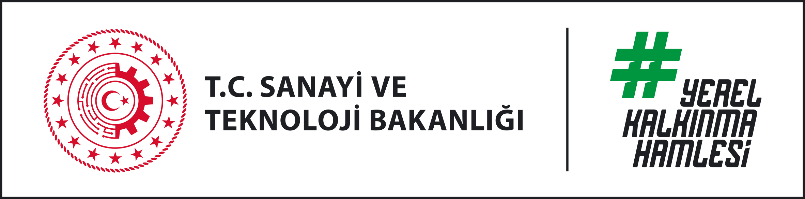 T.C. SANAYİ VE
TEKNOLOJİ BAKANLIĞI
#
YEREL
KALKINMA
HAMLESİ